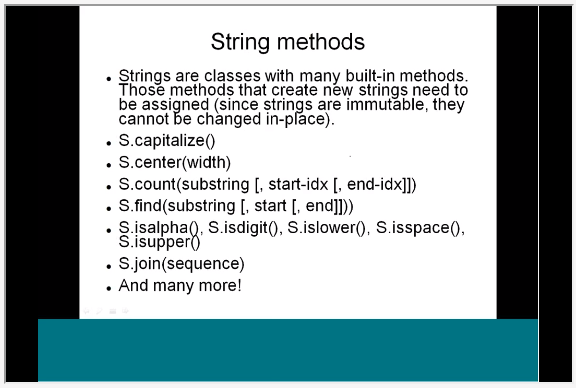 String methods
• Strings are classes with many built-in methods.
Those methods that create new strings need to
be assigned (since strings are immutable, they
cannot be changed in-place).
• S.capitalize()
• S.center(width)
• S.count(substring [, start-idx [, end-idx]])
• S.find(substring [, start [, end]]))
• S.isalpha(), S.isdigit(), S.islower(), S.isspace(),
S.isupper()
• S.join(sequence)
• And many more!